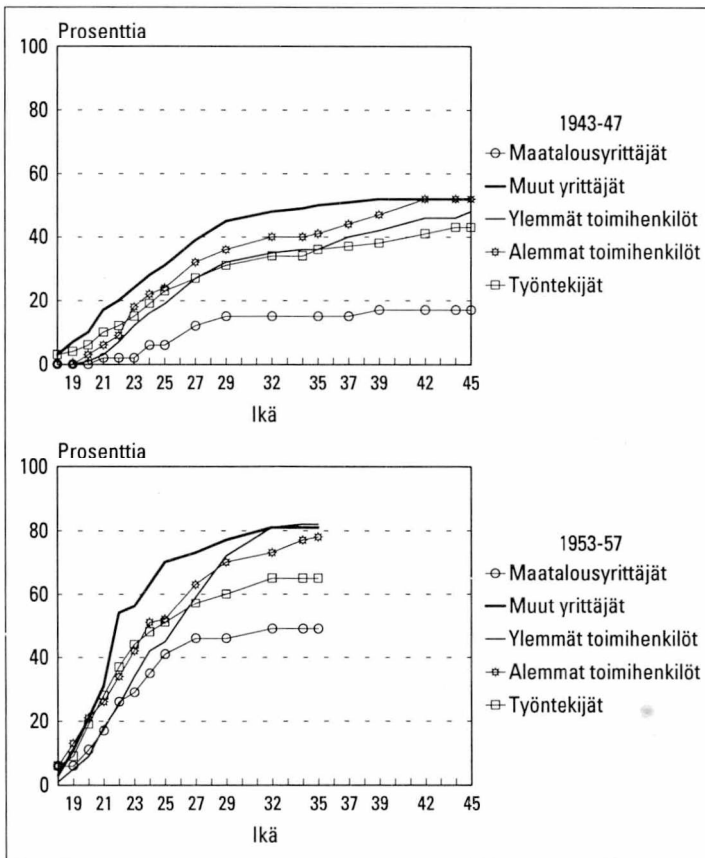 Prosenttia
100
80
60
40
20
0
19 21 23 25 27 29 32 35 37 39 42 45
Ikä
1943-47
Maatalousyrittäjät
Muut yrittäjät
Ylemmät toimihenkilöt
Alemmat toimihenkilöt
Työntekijät
Prosenttia
100
80
60
40
20
0
19 21 23 25 27 29 32 35 37 39 42 45
Ikä
1953-57
Maatalousyrittäjät
Muut yrittäjät
Ylemmät toimihenkilöt
Alemmat toimihenkilöt
Työntekijät